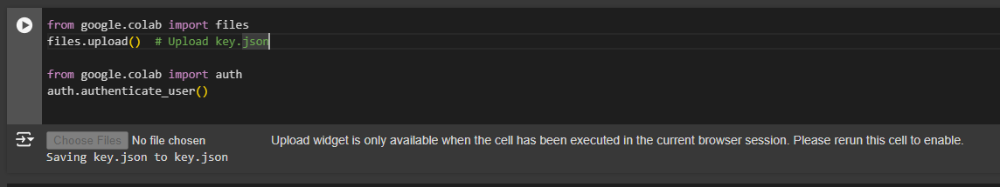 from google.colab import files
files.upload()  # Upload key.json
from google.colab import auth
auth.authenticate_user()
Choose Files No file chosen Upload widget is only available when the cell has been executed in the current browser session. Please rerun this cell to enable.
Saving key.json to key.json